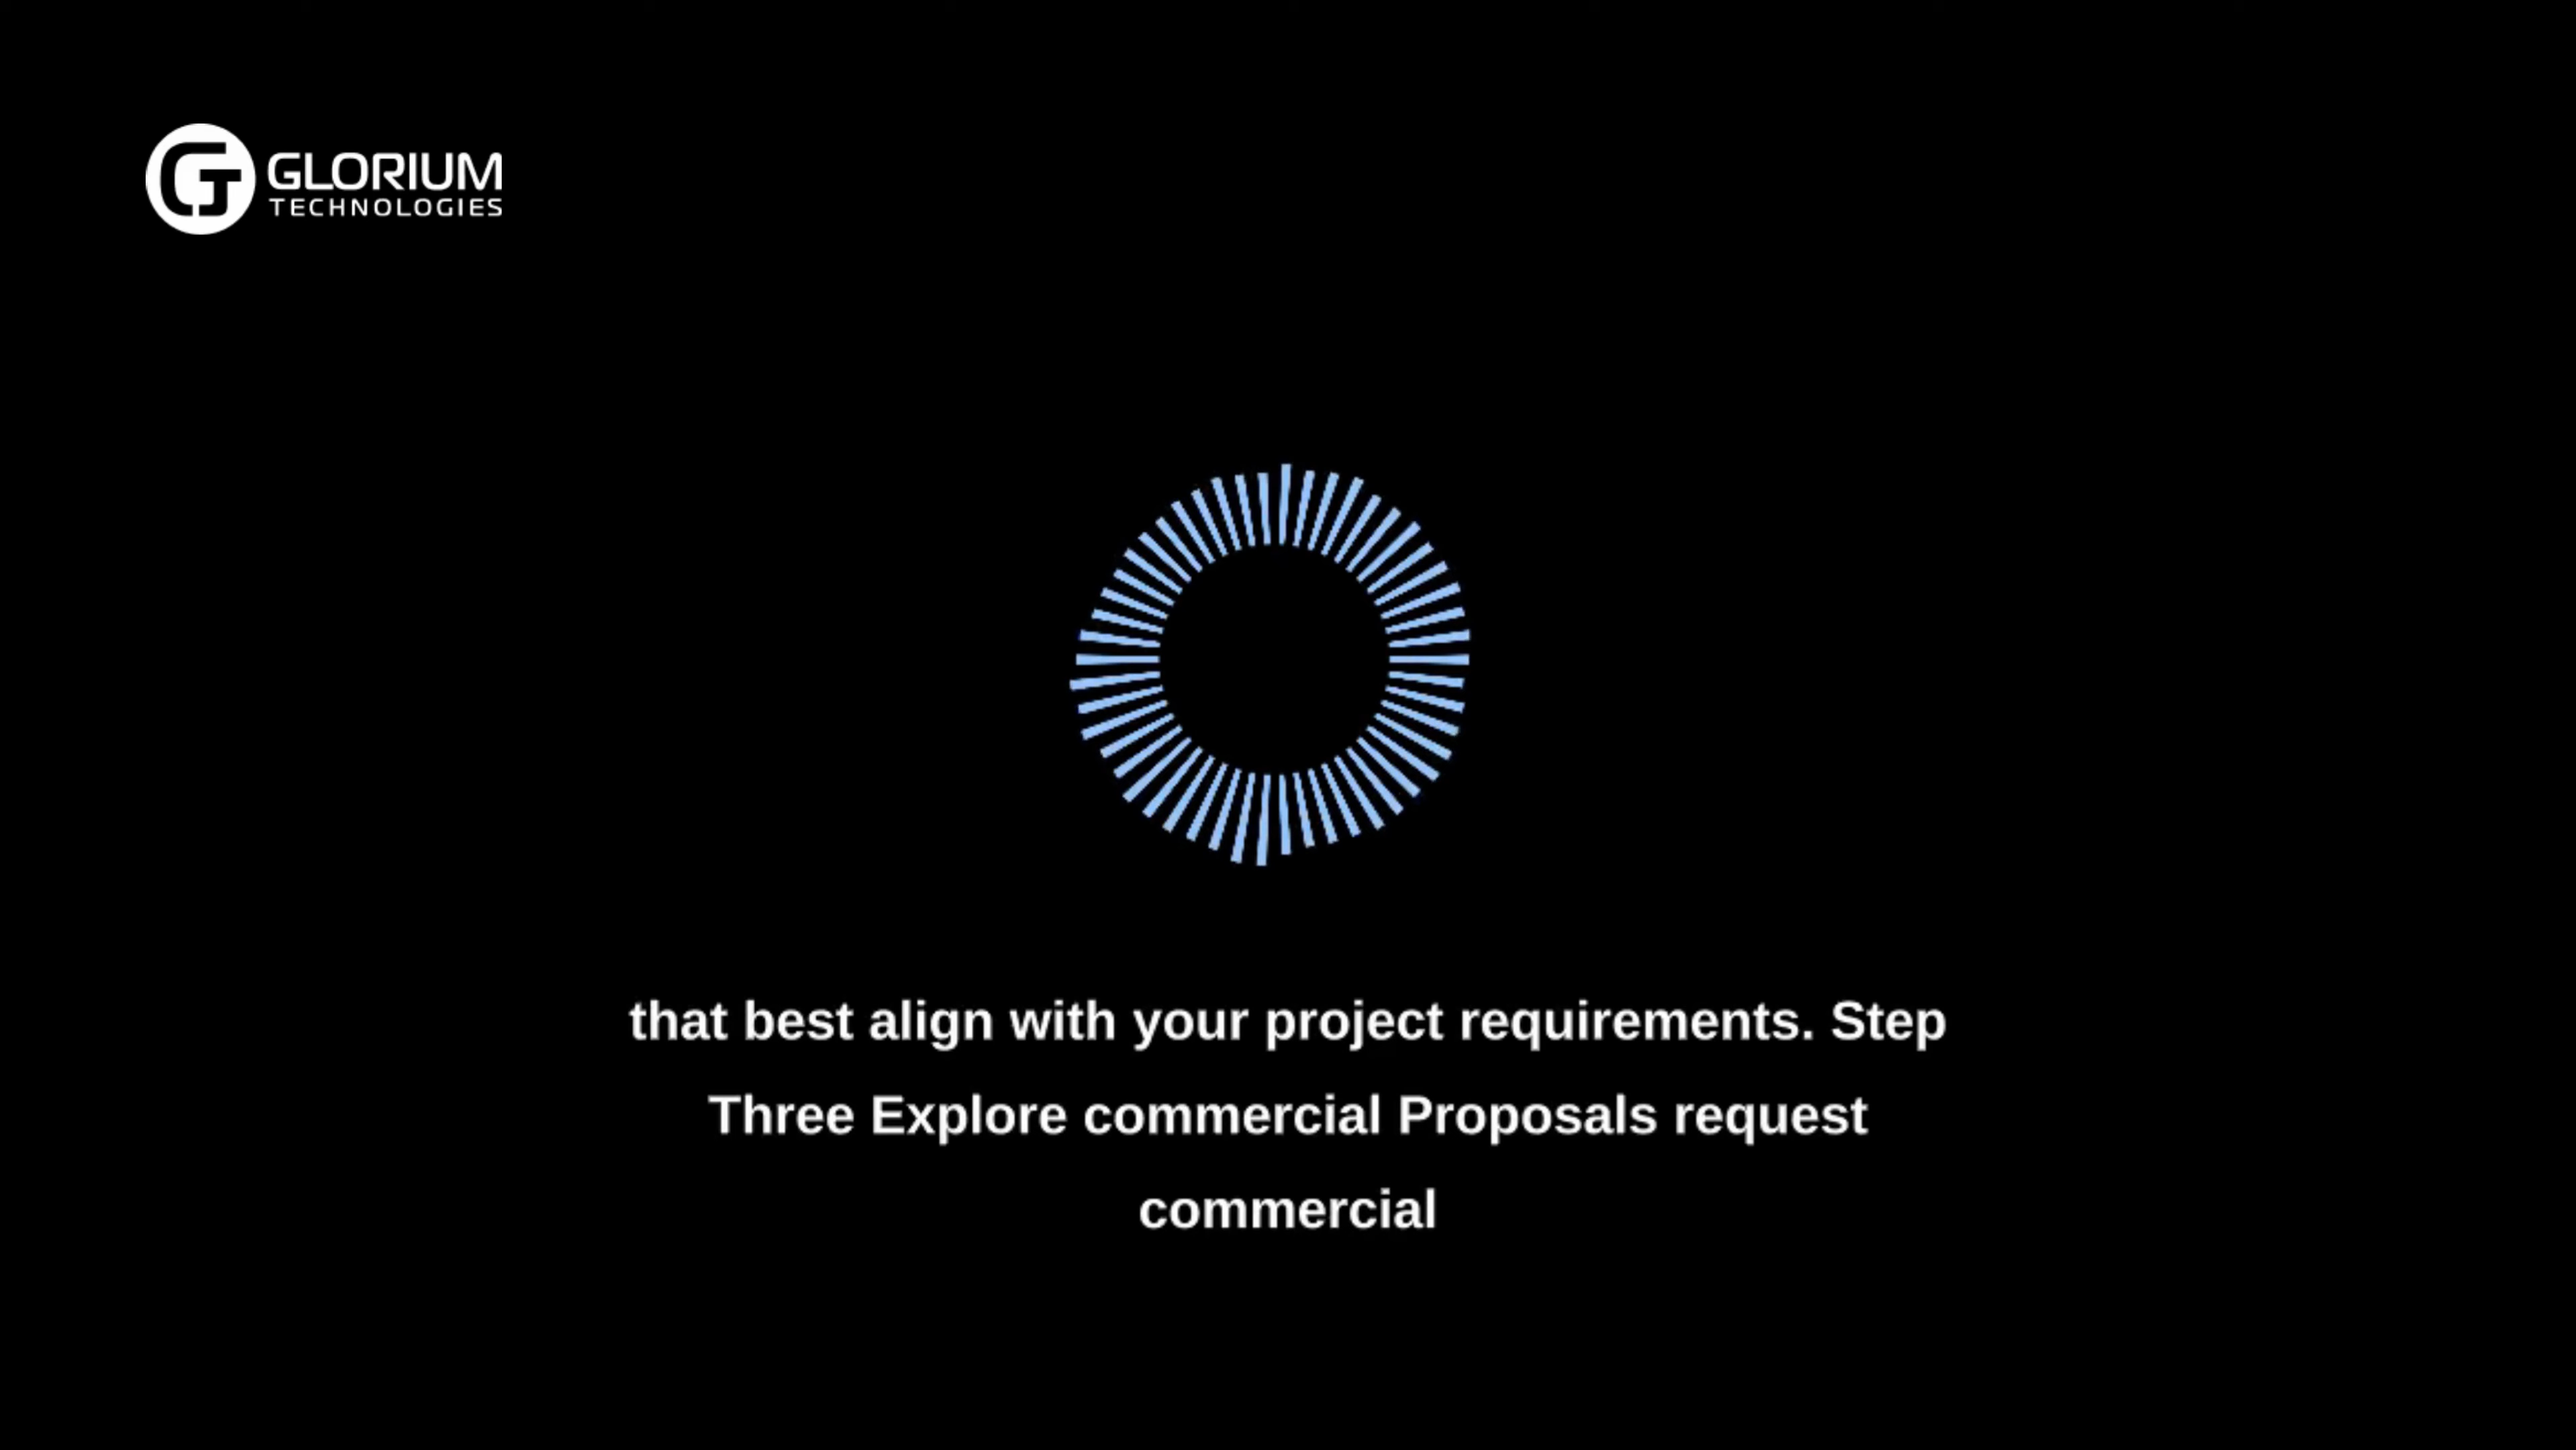 GLORIUM
TECHNOLOGIES
that best align with your project requirements. Step
Three Explore commercial Proposals request
commercial